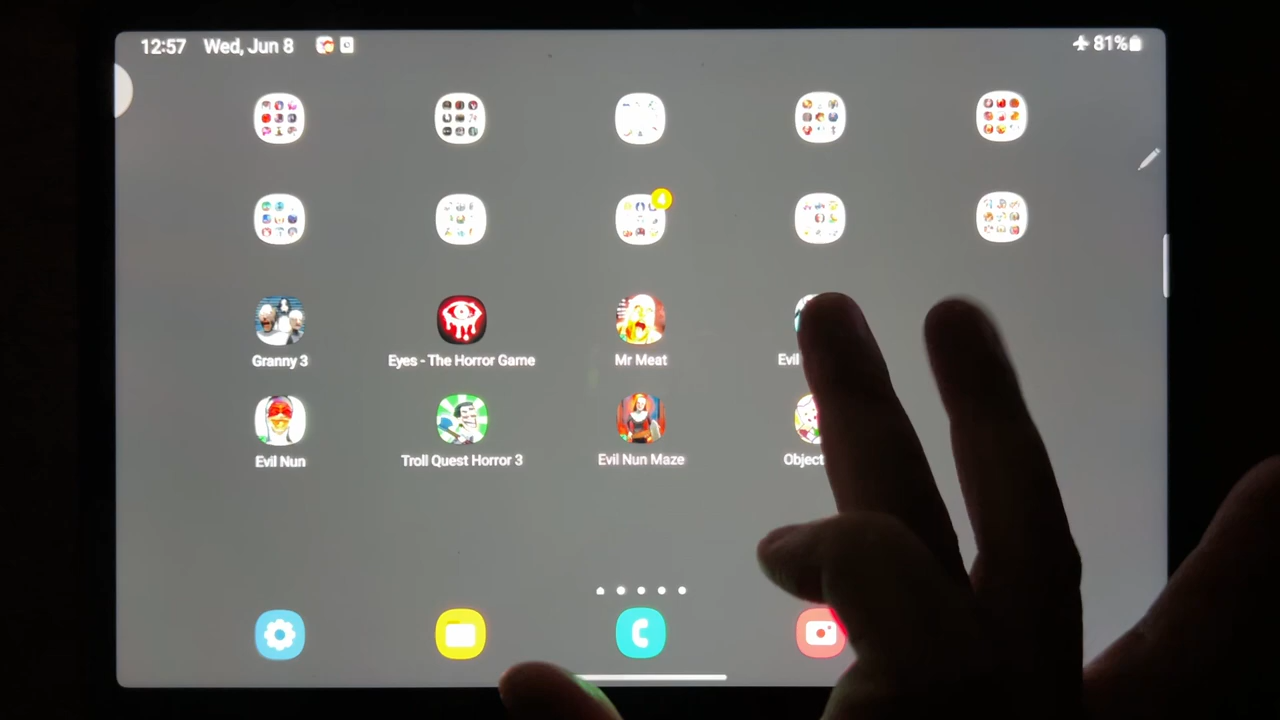 12:57 Wed, Jun 8 81%
4
Granny 3 Eyes - The Horror Game Mr Meat Evil
Evil Nun Troll Quest Horror 3 Evil Nun Maze Object